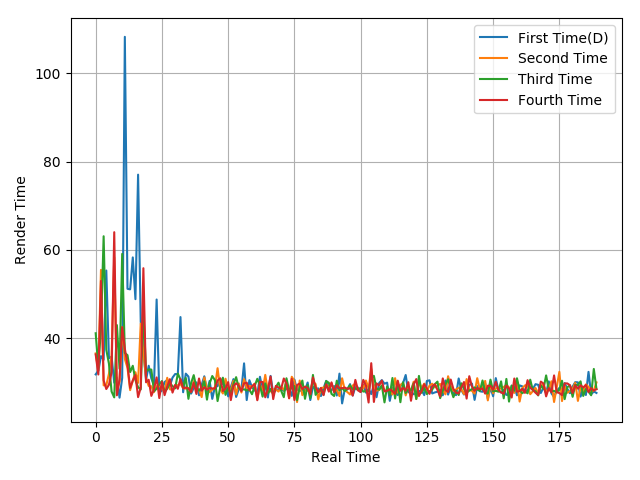 First Time(D)
Second Time
Third Time
Fourth Time
100
80
60
40
Render Time
0
25
50
75
100
125
150
175
Real Time